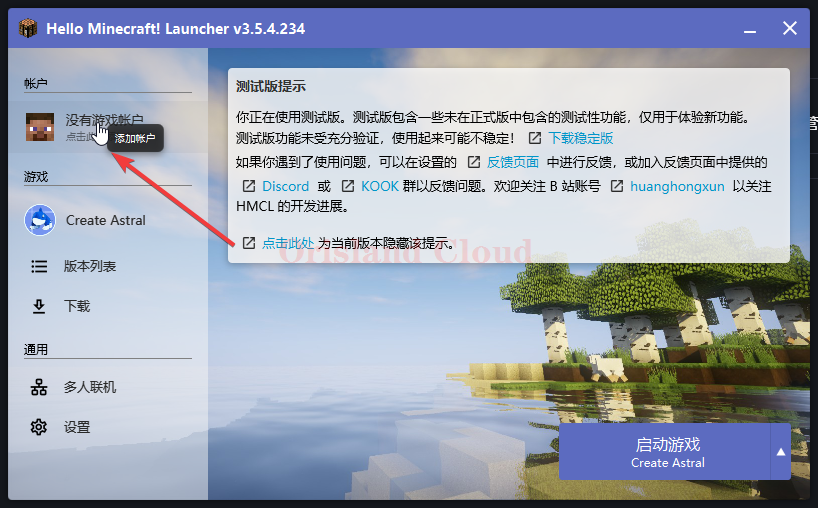 Hello Minecraft! Launcher v3.5.4.234
帐户
没有游戏帐户
点击此
添加帐户
游戏
Create Astral
版本列表
下载
通用
多人联机
设置
测试版提示
你正在使用测试版。测试版包含一些未在正式版中包含的测试性功能，仅用于体验新功能。
测试版功能未受充分验证，使用起来可能不稳定！ 下载稳定版
如果你遇到了使用问题，可以在设置的 反馈页面 中进行反馈，或加入反馈页面中提供的
Discord 或 KOOK 群以反馈问题。欢迎关注 B 站账号 huanghongxun 以关注
HMCL 的开发进展。
点击此处 为当前版本隐藏该提示。
Orisland Cloud
启动游戏
Create Astral
管